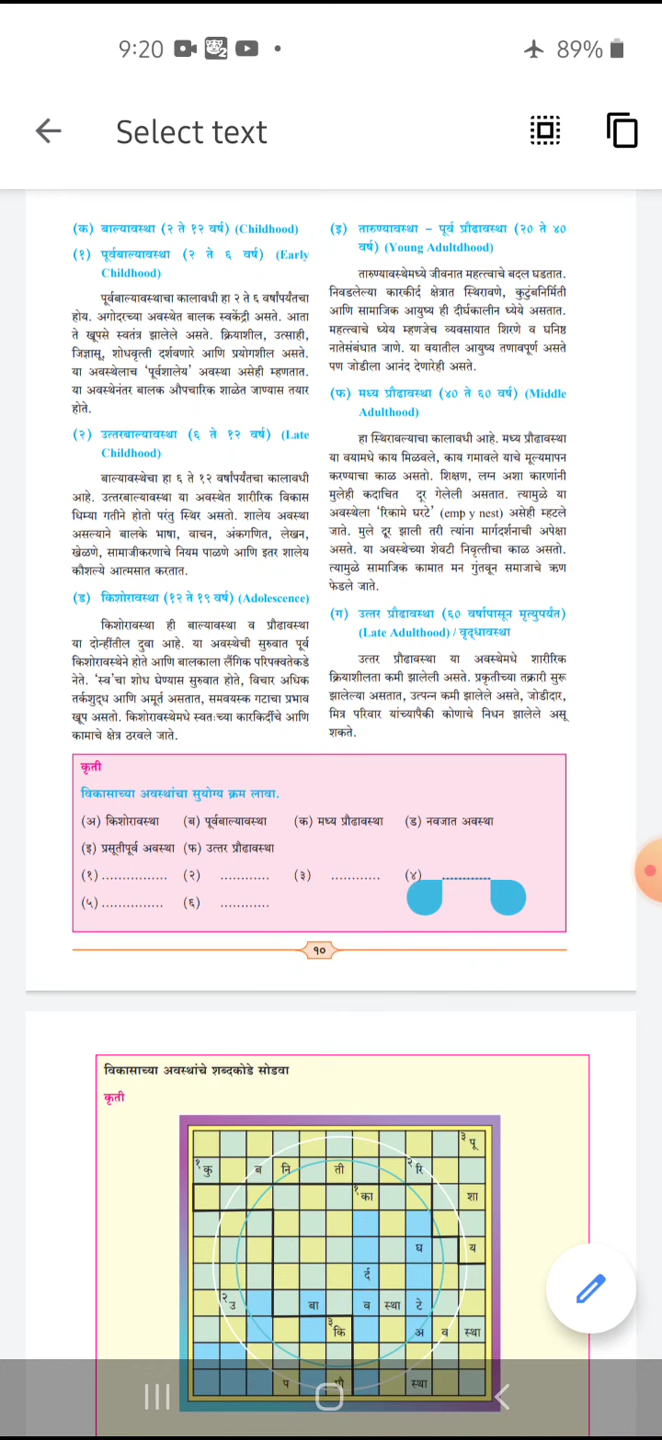 9:20
89%
Select text
(क) बाल्यावस्था (२ ते १२ वर्ष) (Childhood)
(१) पूर्वबाल्यावस्था (२ ते ६ वर्ष) (Early
Childhood)
पूर्वबाल्यावस्थाचा कालावधी हा २ ते ६ वर्षांपर्यंतचा
होय. अगोदरच्या अवस्थेत बालक स्वकेंद्री असते. आता
ते खूपसे स्वतंत्र झालेले असते. क्रियाशील, उत्साही,
जिज्ञासू, शोधवृत्ती दर्शवणारे आणि प्रयोगशील असते.
या अवस्थेलाच ‘पूर्वशालेय’ अवस्था असेही म्हणतात.
या अवस्थेनंतर बालक औपचारिक शाळेत जाण्यास तयार
होते.
(२) उत्तरबाल्यावस्था (६ ते १२ वर्ष) (Late
Childhood)
बाल्यावस्थेचा हा ६ ते १२ वर्षांपर्यंतचा कालावधी
आहे. उत्तरबाल्यावस्था या अवस्थेत शारीरिक विकास
धिम्या गतीने होतो परंतु स्थिर असतो. शालेय अवस्था
असल्याने बालके भाषा, वाचन, अंकगणित, लेखन,
खेळणे, सामाजीकरणाचे नियम पाळणे आणि इतर शालेय
कौशल्ये आत्मसात करतात.
(ड) किशोरावस्था (१२ ते १९ वर्ष) (Adolescence)
किशोरावस्था ही बाल्यावस्था व प्रौढावस्था
या दोन्हींतील दुवा आहे. या अवस्थेची सुरुवात पूर्व
किशोरावस्थेने होते आणि बालकाला लैंगिक परिपक्वतेकडे
नेते. ‘स्व’चा शोध घेण्यास सुरुवात होते, विचार अधिक
तर्कशुद्ध आणि अमूर्त असतात, समवयस्क गटाचा प्रभाव
खूप असतो. किशोरावस्थेमधे स्वतःच्या कारकिर्दीचे आणि
कामाचे क्षेत्र ठरवले जाते.
(इ) तारुण्यावस्था – पूर्व प्रौढावस्था (२० ते ४०
वर्ष) (Young Adultdhood)
तारुण्यावस्थेमध्ये जीवनात महत्त्वाचे बदल घडतात.
निवडलेल्या कारकीर्द क्षेत्रात स्थिरावणे, कुटुंबनिर्मिती
आणि सामाजिक आयुष्य ही दीर्घकालीन ध्येये असतात.
महत्त्वाचे ध्येय म्हणजेच व्यवसायात शिरणे व घनिष्ठ
नातेसंबंधात जाणे. या वयातील आयुष्य तणावपूर्ण असते
पण जोडीला आनंद देणारेही असते.
(फ) मध्य प्रौढावस्था (४० ते ६० वर्ष) (Middle
Adulthood)
हा स्थिरावल्याचा कालावधी आहे. मध्य प्रौढावस्था
या वयामधे काय मिळवले, काय गमावले याचे मूल्यमापन
करण्याचा काळ असतो. शिक्षण, लग्न अशा कारणांनी
मुलेही कदाचित दूर गेलेली असतात. त्यामुळे या
अवस्थेला ‘रिकामे घरटे’ (emp y nest) असेही म्हटले
जाते. मुले दूर झाली तरी त्यांना मार्गदर्शनाची अपेक्षा
असते. या अवस्थेच्या शेवटी निवृत्तीचा काळ असतो.
त्यामुळे सामाजिक कामात मन गुंतवून समाजाचे ऋण
फेडले जाते.
(ग) उत्तर प्रौढावस्था (६० वर्षापासून मृत्युपर्यंत)
(Late Adulthood) / वृद्धावस्था
उत्तर प्रौढावस्था या अवस्थेमधे शारीरिक
क्रियाशीलता कमी झालेली असते. प्रकृतीच्या तक्रारी सुरू
झालेल्या असतात, उत्पन्न कमी झालेले असते, जोडीदार,
मित्र परिवार यांच्यापैकी कोणाचे निधन झालेले असू
शकते.
कृती
विकासाच्या अवस्थांचा सुयोग्य क्रम लावा.
(अ) किशोरावस्था (ब) पूर्वबाल्यावस्था (क) मध्य प्रौढावस्था (ड) नवजात अवस्था
(इ) प्रसूतीपूर्व अवस्था (फ) उत्तर प्रौढावस्था
(१) ............... (२) ............ (३) ............ (४) ............
(५) ............... (६) ............
१०
विकासाच्या अवस्थांचे शब्दकोडे सोडवा
कृती
३ पू
१ कु ब नि ती २ रि
१ का शा
घ य
र्द
२ उ बा व स्था टे
३ कि अ व स्था
प स्था